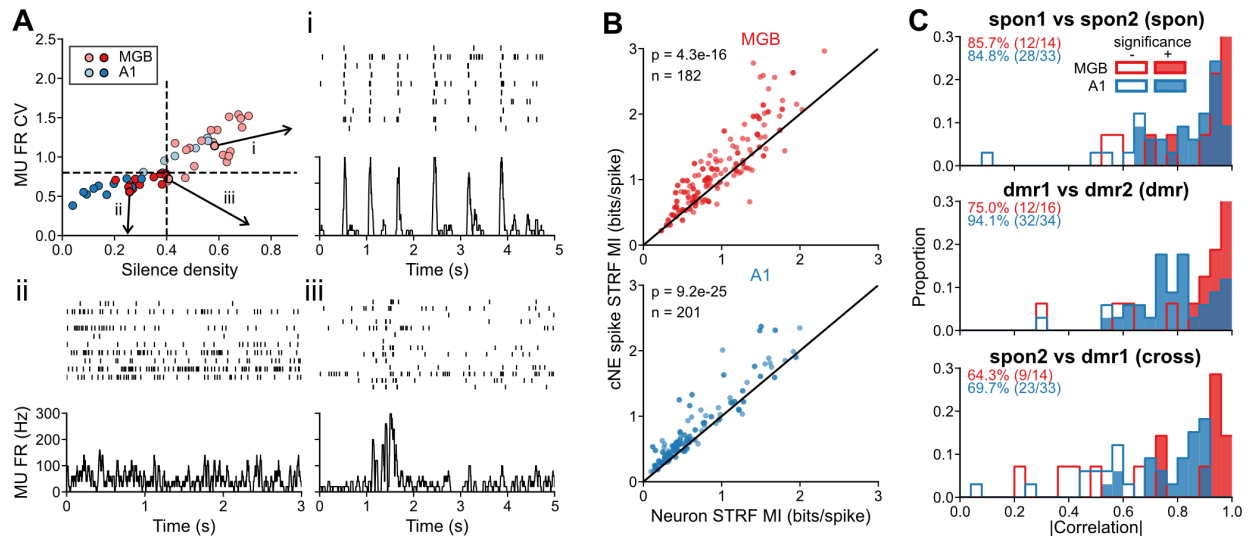 A
MU FR CV
2.5
2.0
1.5
1.0
0.5
0.0
MGB
A1
i
ii
iii
0.0 0.2 0.4 0.6 0.8
Silence density
i
0 1 2 3 4 5
Time (s)
ii
MU FR (Hz)
300
200
100
0
0 1 2 3
Time (s)
iii
0 1 2 3 4 5
Time (s)
B
MGB
p = 4.3e-16
n = 182
3
2
1
0
0 1 2 3
cNE spike STRF MI (bits/spike)
A1
p = 9.2e-25
n = 201
3
2
1
0
0 1 2 3
Neuron STRF MI (bits/spike)
C
spon1 vs spon2 (spon)
85.7% (12/14)
84.8% (28/33)
significance
- +
MGB
A1
0.3
0.2
0.1
0.0
dmr1 vs dmr2 (dmr)
75.0% (12/16)
94.1% (32/34)
0.3
0.2
0.1
0.0
Proportion
spon2 vs dmr1 (cross)
64.3% (9/14)
69.7% (23/33)
0.3
0.2
0.1
0.0
0.0 0.2 0.4 0.6 0.8 1.0
|Correlation|